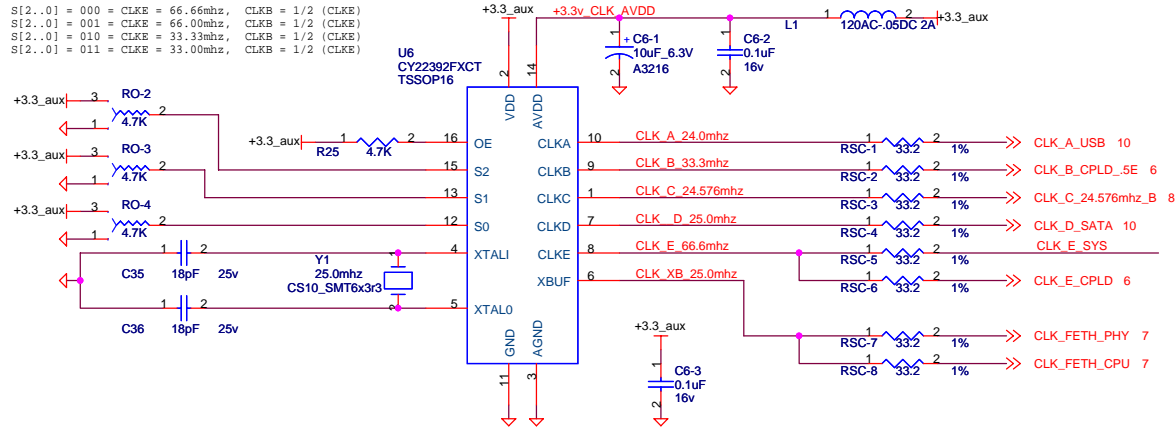 S[2..0] = 000 = CLKE = 66.66mhz, CLKB = 1/2 (CLKE)
S[2..0] = 001 = CLKE = 66.00mhz, CLKB = 1/2 (CLKE)
S[2..0] = 010 = CLKE = 33.33mhz, CLKB = 1/2 (CLKE)
S[2..0] = 011 = CLKE = 33.00mhz, CLKB = 1/2 (CLKE)
+3.3_aux
+3.3v_CLK_AVDD
L1
1
2
120AC-.05DC 2A
+3.3_aux
1
+ C6-1
10uF_6.3V
A3216
2
1
C6-2
0.1uF
16v
2
U6
CY22392FXCT
TSSOP16
2
14
VDD
AVDD
+3.3_aux
3
RO-2
2
1
4.7K
+3.3_aux
3
RO-3
2
1
4.7K
+3.3_aux
3
RO-4
2
1
4.7K
+3.3_aux
1
2
R25
4.7K
16
OE
15
S2
13
S1
12
S0
4
XTALI
5
XTAL0
1
2
C35
18pF
25v
1
2
C36
18pF
25v
Y1
25.0mhz
CS10_SMT6x3r3
1
2
GND
AGND
11
3
CLKA
10
CLK_A_24.0mhz
1
2
RSC-1
33.2
1%
CLK_A_USB 10
CLKB
9
CLK_B_33.3mhz
1
2
RSC-2
33.2
1%
CLK_B_CPLD_.5E 6
CLKC
1
CLK_C_24.576mhz
1
2
RSC-3
33.2
1%
CLK_C_24.576mhz_B 8
CLKD
7
CLK__D_25.0mhz
1
2
RSC-4
33.2
1%
CLK_D_SATA 10
CLKE
8
CLK_E_66.6mhz
1
2
RSC-5
33.2
1%
CLK_E_SYS
XBUF
6
CLK_XB_25.0mhz
1
2
RSC-6
33.2
1%
CLK_E_CPLD 6
1
2
RSC-7
33.2
1%
CLK_FETH_PHY 7
1
2
RSC-8
33.2
1%
CLK_FETH_CPU 7
+3.3_aux
1
C6-3
0.1uF
16v
2